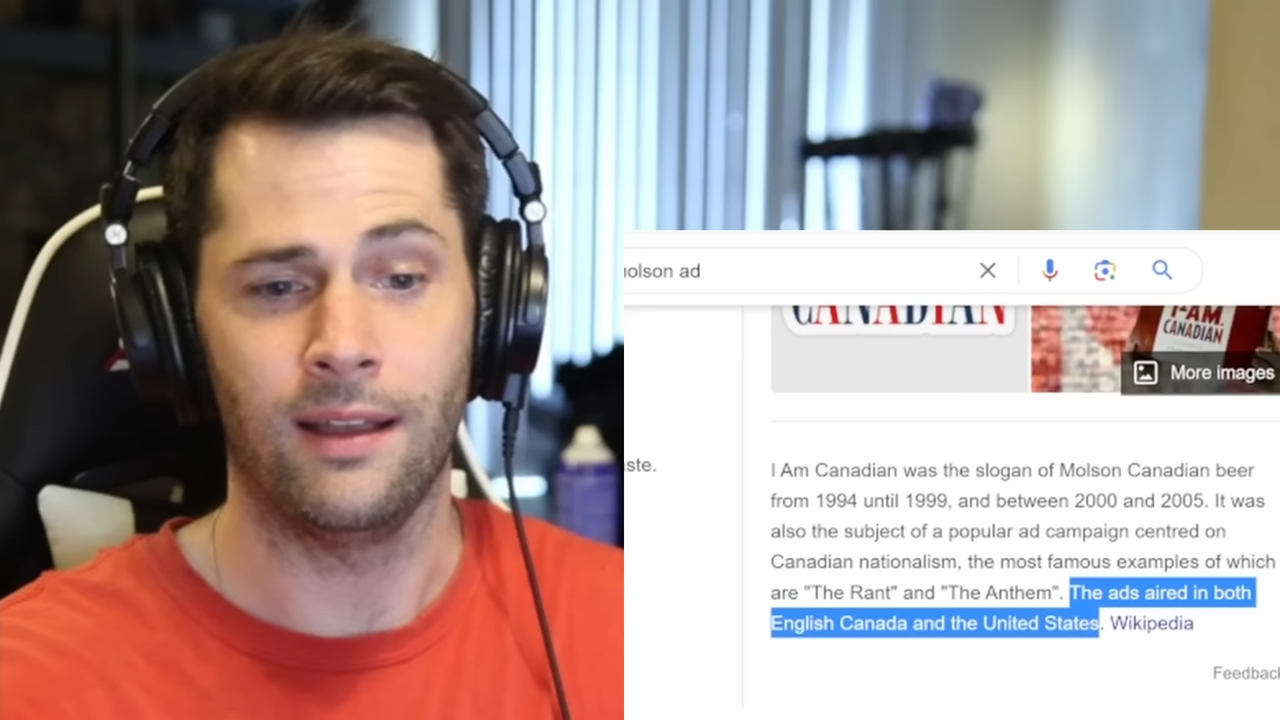 olson ad
CANADIAN
I AM
CANADIAN
More images
ste.
I Am Canadian was the slogan of Molson Canadian beer
from 1994 until 1999, and between 2000 and 2005. It was
also the subject of a popular ad campaign centred on
Canadian nationalism, the most famous examples of which
are "The Rant" and "The Anthem". The ads aired in both
English Canada and the United States. Wikipedia
Feedback